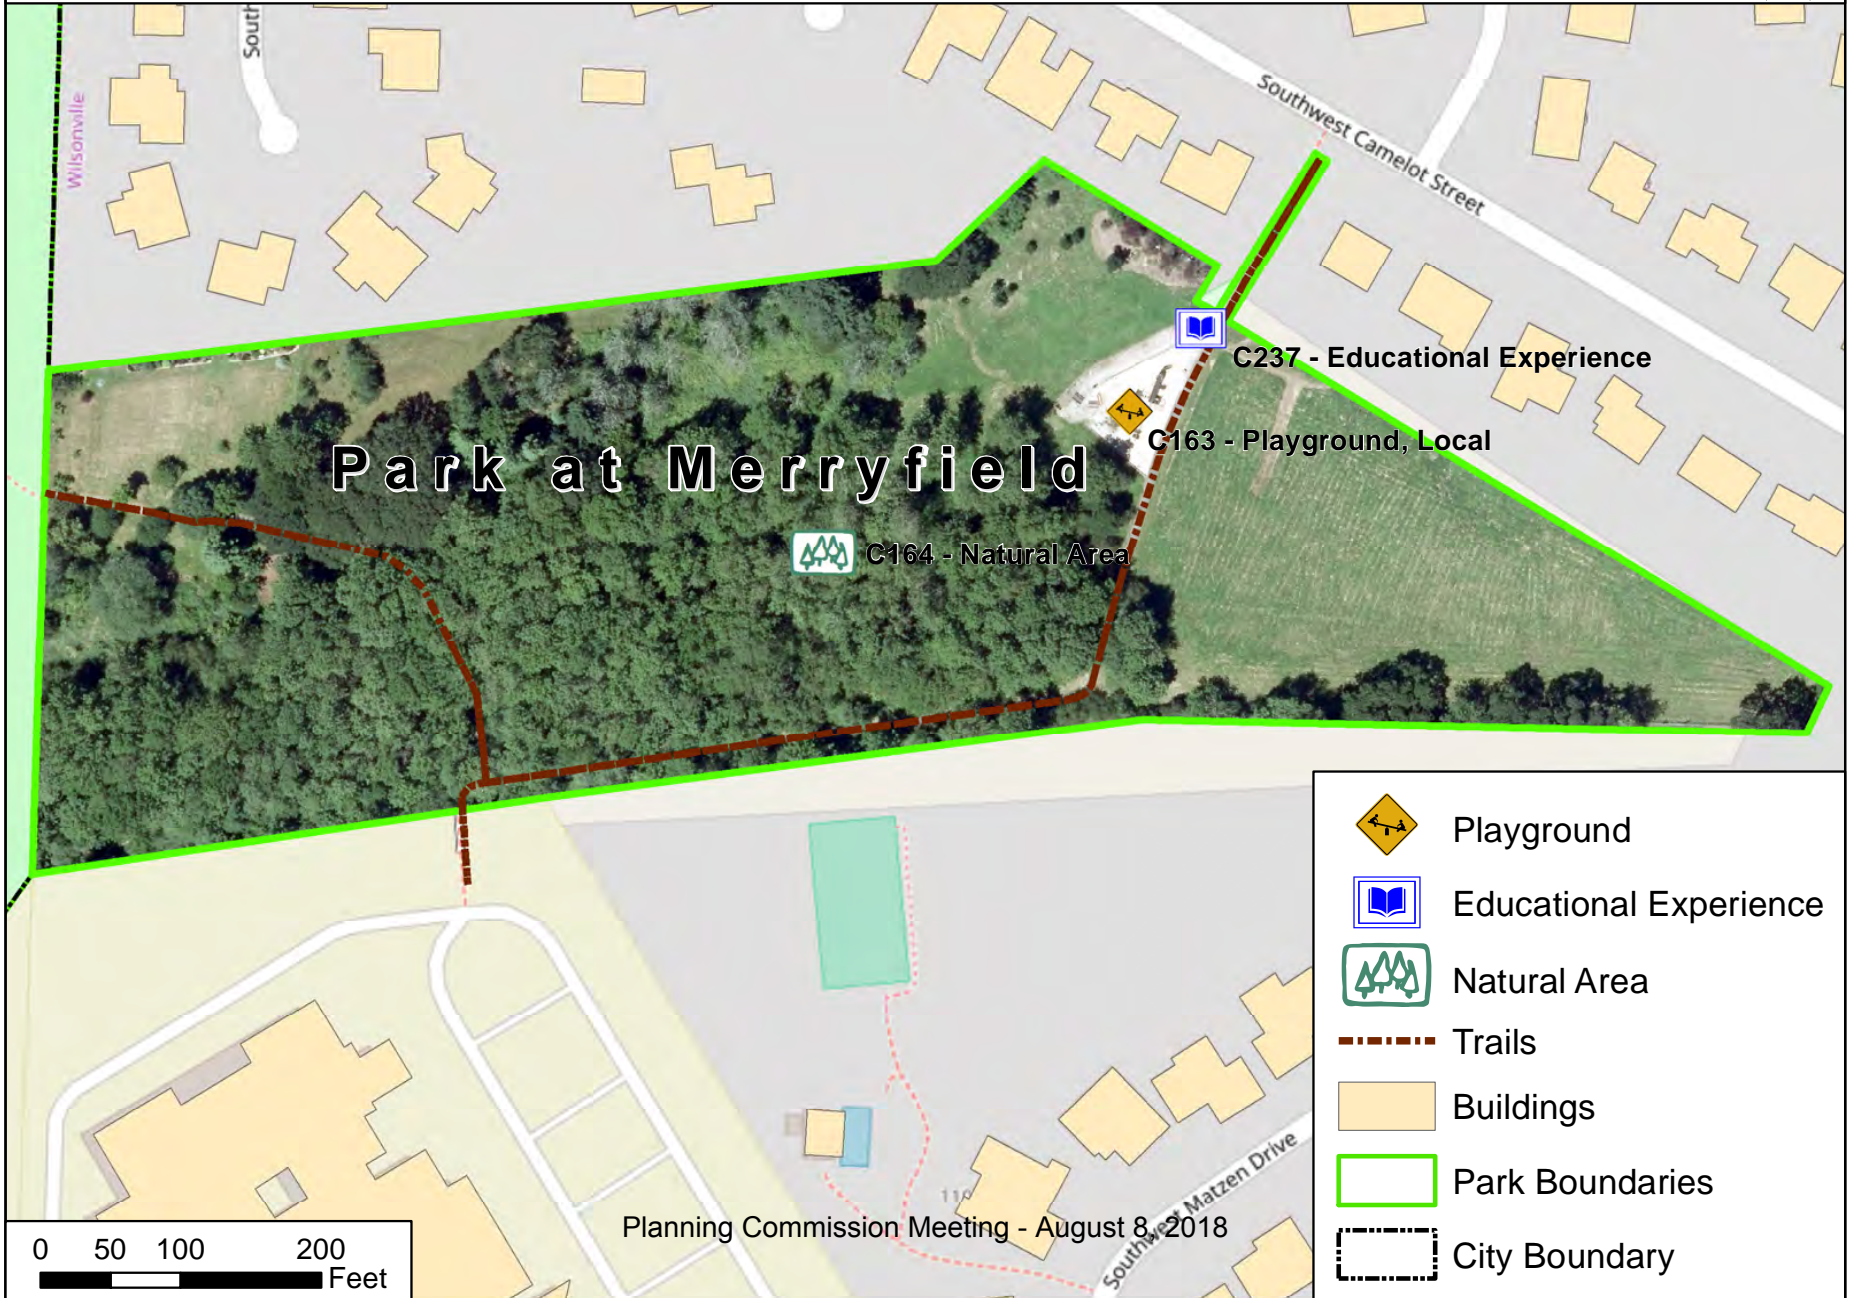 South
Wilsonville
Southwest Camelot Street
C237 - Educational Experience
C163 - Playground, Local
Park at Merryfield
C164 - Natural Area
Playground
Educational Experience
Natural Area
Trails
Buildings
Park Boundaries
City Boundary
110
Southwest Matzen Drive
Planning Commission Meeting - August 8, 2018
0 50 100 200
Feet